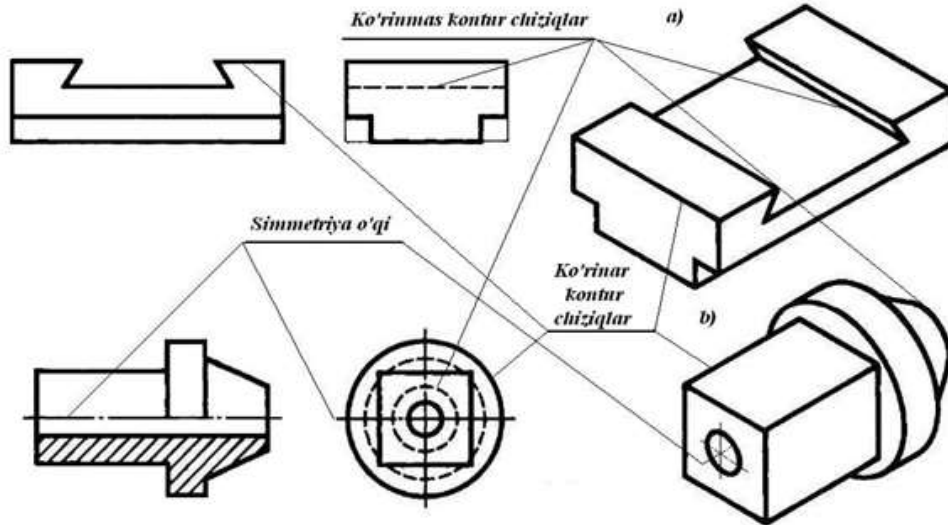 Ko'rinmas kontur chiziqlar
a)
Simmetriya o'qi
Ko'rinar
kontur
chiziqlar
b)